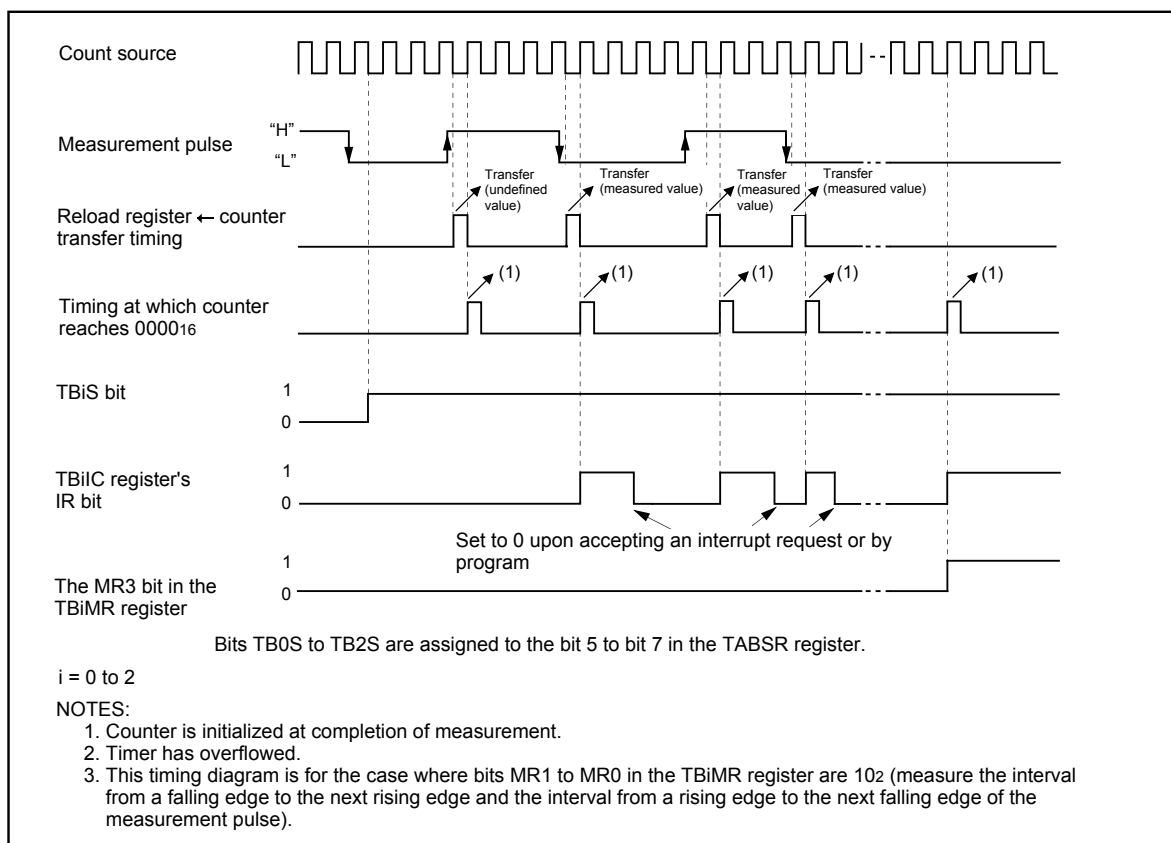 Count source
"H"
Measurement pulse
"L"
Transfer
(undefined
value)
Transfer
(measured value)
Transfer
(measured
value)
Transfer
(measured value)
Reload register ← counter
transfer timing
(1)
(1)
(1)
(1)
(1)
Timing at which counter
reaches 000016
TBiS bit
1
0
TBiIC register's
IR bit
1
0
Set to 0 upon accepting an interrupt request or by
program
The MR3 bit in the
TBiMR register
1
0
Bits TB0S to TB2S are assigned to the bit 5 to bit 7 in the TABSR register.
i = 0 to 2
NOTES:
1. Counter is initialized at completion of measurement.
2. Timer has overflowed.
3. This timing diagram is for the case where bits MR1 to MR0 in the TBiMR register are 102 (measure the interval
from a falling edge to the next rising edge and the interval from a rising edge to the next falling edge of the
measurement pulse).